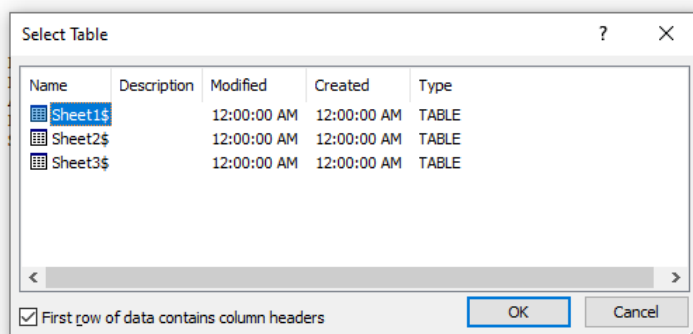 Select Table ? ×
Name Description Modified Created Type
Sheet1$ 12:00:00 AM 12:00:00 AM TABLE
Sheet2$ 12:00:00 AM 12:00:00 AM TABLE
Sheet3$ 12:00:00 AM 12:00:00 AM TABLE
First row of data contains column headers OK Cancel